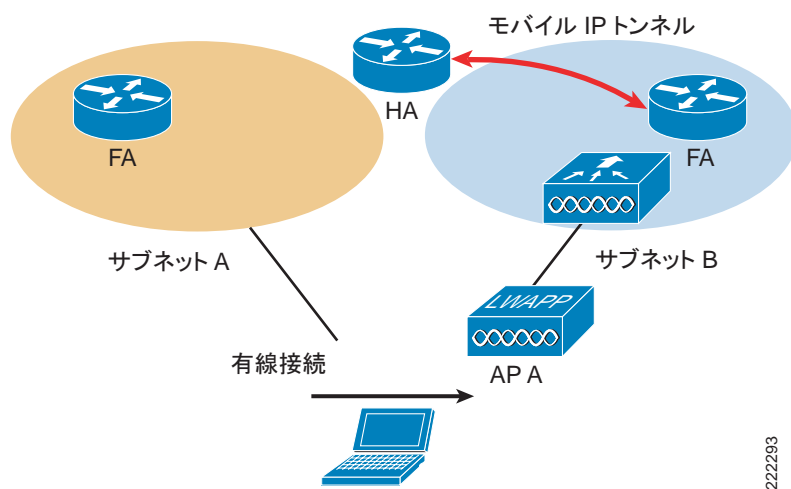 モバイル IP トンネル
HA
FA
FA
サブネット A
サブネット B
LWAPP
有線接続
AP A
222293